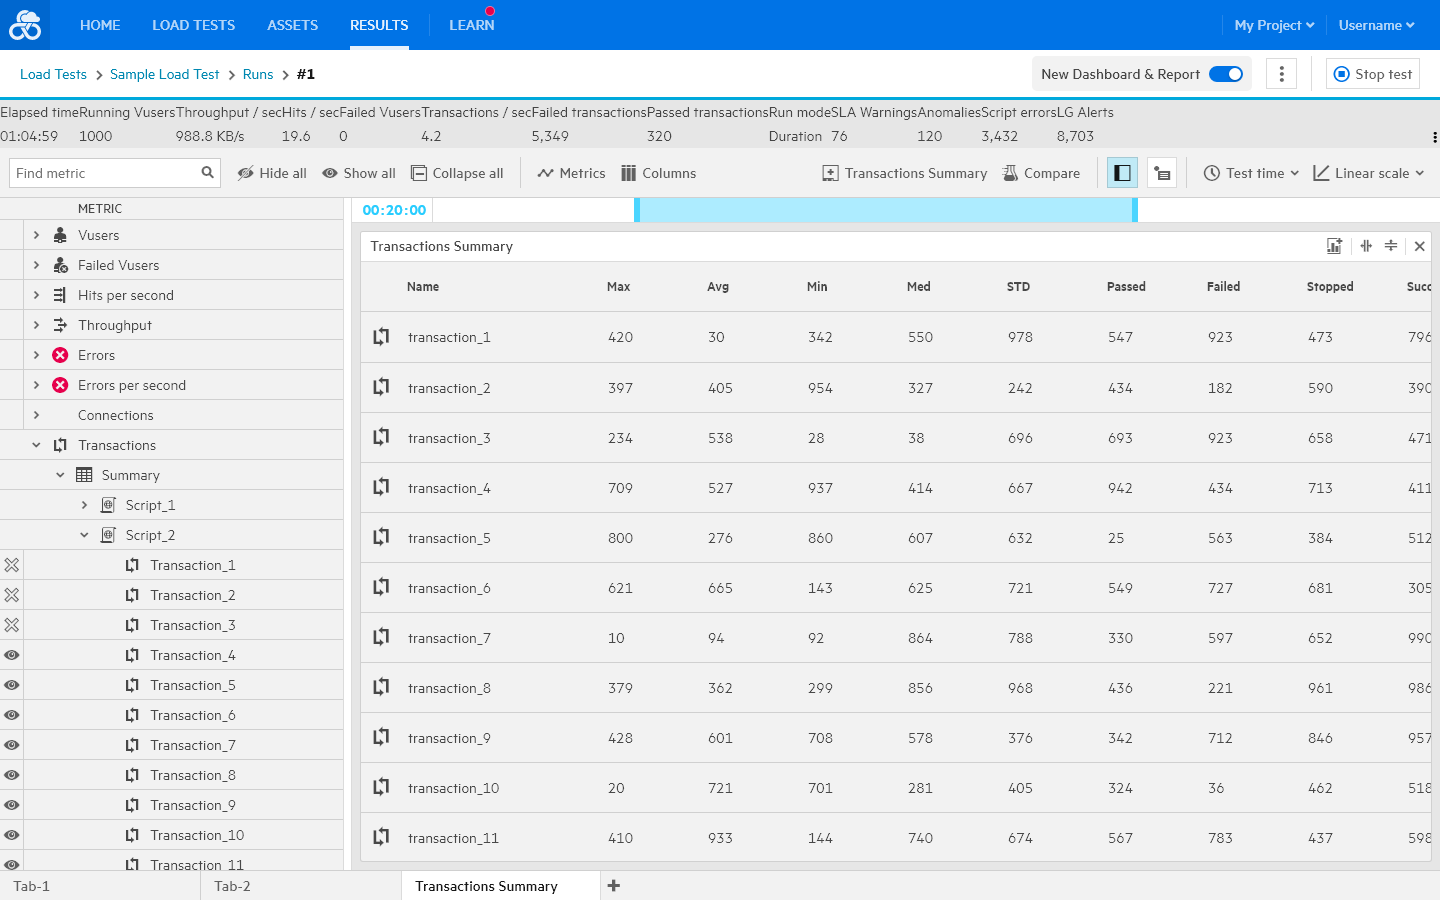 HOME LOAD TESTS ASSETS RESULTS LEARN My Project Username
Load Tests Sample Load Test Runs #1 New Dashboard & Report Stop test
Elapsed timeRunning VusersThroughput / secHits / secFailed VusersTransactions / secFailed transactionsPassed transactionsRun modeSLA WarningsAnomaliesScript errorsLG Alerts
01:04:59 1000 988.8 KB/s 19.6 0 4.2 5,349 320 Duration 76 120 3,432 8,703
Find metric Hide all Show all Collapse all Metrics Columns Transactions Summary Compare Test time Linear scale
METRIC
Vusers
Failed Vusers
Hits per second
Throughput
Errors
Errors per second
Connections
Transactions
Summary
Script_1
Script_2
Transaction_1
Transaction_2
Transaction_3
Transaction_4
Transaction_5
Transaction_6
Transaction_7
Transaction_8
Transaction_9
Transaction_10
Transaction_11
00:20:00
Transactions Summary
Name Max Avg Min Med STD Passed Failed Stopped Succ
transaction_1 420 30 342 550 978 547 923 473 796
transaction_2 397 405 954 327 242 434 182 590 390
transaction_3 234 538 28 38 696 693 923 658 471
transaction_4 709 527 937 414 667 942 434 713 411
transaction_5 800 276 860 607 632 25 563 384 512
transaction_6 621 665 143 625 721 549 727 681 305
transaction_7 10 94 92 864 788 330 597 652 990
transaction_8 379 362 299 856 968 436 221 961 986
transaction_9 428 601 708 578 376 342 712 846 957
transaction_10 20 721 701 281 405 324 36 462 518
transaction_11 410 933 144 740 674 567 783 437 598
Tab-1 Tab-2 Transactions Summary